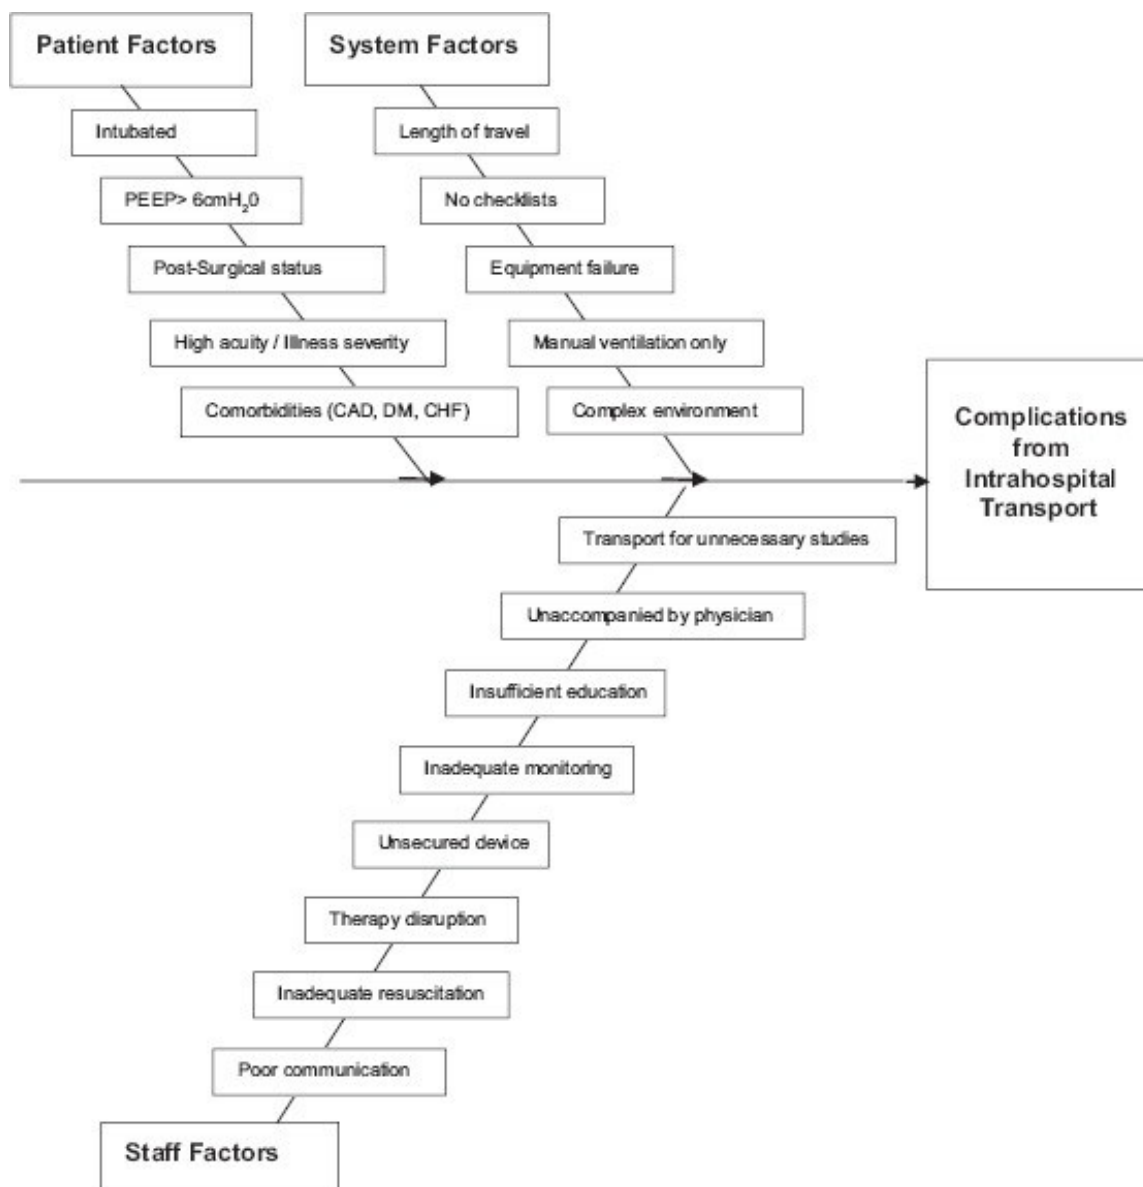 Patient Factors
System Factors
Intubated
Length of travel
PEEP> 6cmH₂0
No checklists
Post-Surgical status
Equipment failure
High acuity / Illness severity
Manual ventilation only
Comorbidities (CAD, DM, CHF)
Complex environment
Complications
from
Intrahospital
Transport
Transport for unnecessary studies
Unaccompanied by physician
Insufficient education
Inadequate monitoring
Unsecured device
Therapy disruption
Inadequate resuscitation
Poor communication
Staff Factors